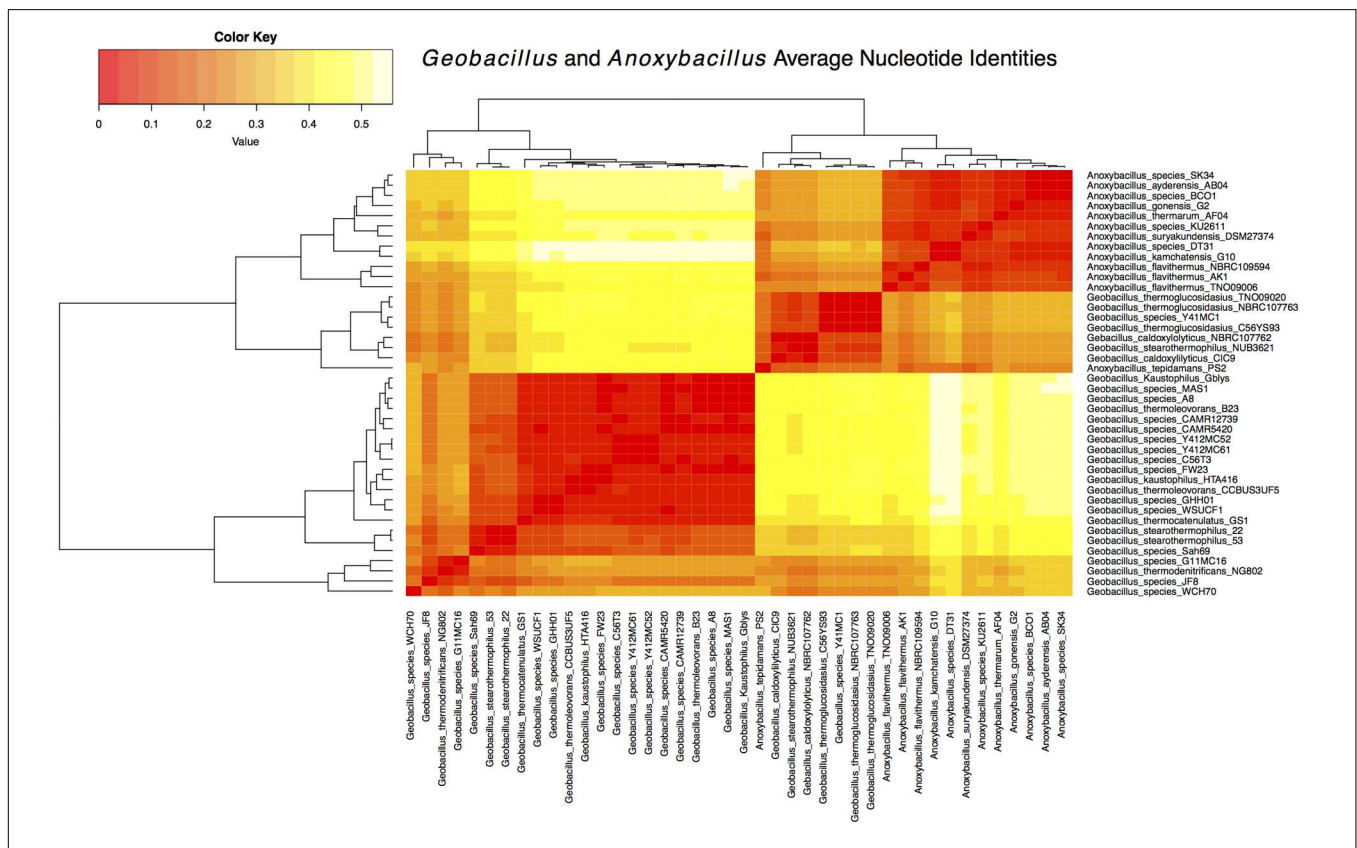 Color Key
0 0.1 0.2 0.3 0.4 0.5
Value
Geobacillus and Anoxybacillus Average Nucleotide Identities
Anoxybacillus_species_SK34
Anoxybacillus_ayderensis_AB04
Anoxybacillus_species_BCO1
Anoxybacillus_gonensis_G2
Anoxybacillus_thermarum_AF04
Anoxybacillus_species_KU2611
Anoxybacillus_suryakundensis_DSM27374
Anoxybacillus_species_DT31
Anoxybacillus_kamchatensis_G10
Anoxybacillus_flavithermus_NBRC109594
Anoxybacillus_flavithermus_AK1
Anoxybacillus_flavithermus_TNO09006
Geobacillus_thermoglucosidasius_TNO09020
Geobacillus_thermoglucosidasius_NBRC107763
Geobacillus_species_Y41MC1
Geobacillus_thermoglucosidasius_C56YS93
Gebacillus_caldoxylolyticus_NBRC107762
Geobacillus_stearothermophilus_NUB3621
Geobacillus_caldoxylilyticus_CIC9
Anoxybacillus_tepidamans_PS2
Geobacillus_Kaustophilus_Gblys
Geobacillus_species_MAS1
Geobacillus_species_A8
Geobacillus_thermoleovorans_B23
Geobacillus_species_CAMR12739
Geobacillus_species_CAMR5420
Geobacillus_species_Y412MC52
Geobacillus_species_Y412MC61
Geobacillus_species_C56T3
Geobacillus_species_FW23
Geobacillus_kaustophilus_HTA416
Geobacillus_thermoleovorans_CCBUS3UF5
Geobacillus_species_GHH01
Geobacillus_species_WSUCF1
Geobacillus_thermocatenulatus_GS1
Geobacillus_stearothermophilus_22
Geobacillus_stearothermophilus_53
Geobacillus_species_Sah69
Geobacillus_species_G11MC16
Geobacillus_thermodenitrificans_NG802
Geobacillus_species_JF8
Geobacillus_species_WCH70
Geobacillus_species_WCH70
Geobacillus_species_JF8
Geobacillus_thermodenitrificans_NG802
Geobacillus_species_G11MC16
Geobacillus_species_Sah69
Geobacillus_stearothermophilus_53
Geobacillus_stearothermophilus_22
Geobacillus_thermocatenulatus_GS1
Geobacillus_species_WSUCF1
Geobacillus_species_GHH01
Geobacillus_thermoleovorans_CCBUS3UF5
Geobacillus_kaustophilus_HTA416
Geobacillus_species_FW23
Geobacillus_species_C56T3
Geobacillus_species_Y412MC61
Geobacillus_species_Y412MC52
Geobacillus_species_CAMR5420
Geobacillus_species_CAMR12739
Geobacillus_thermoleovorans_B23
Geobacillus_species_A8
Geobacillus_species_MAS1
Geobacillus_Kaustophilus_Gblys
Anoxybacillus_tepidamans_PS2
Geobacillus_caldoxylilyticus_CIC9
Geobacillus_stearothermophilus_NUB3621
Gebacillus_caldoxylolyticus_NBRC107762
Geobacillus_thermoglucosidasius_C56YS93
Geobacillus_species_Y41MC1
Geobacillus_thermoglucosidasius_NBRC107763
Geobacillus_thermoglucosidasius_TNO09020
Anoxybacillus_flavithermus_TNO09006
Anoxybacillus_flavithermus_AK1
Anoxybacillus_flavithermus_NBRC109594
Anoxybacillus_kamchatensis_G10
Anoxybacillus_species_DT31
Anoxybacillus_suryakundensis_DSM27374
Anoxybacillus_species_KU2611
Anoxybacillus_thermarum_AF04
Anoxybacillus_gonensis_G2
Anoxybacillus_species_BCO1
Anoxybacillus_ayderensis_AB04
Anoxybacillus_species_SK34